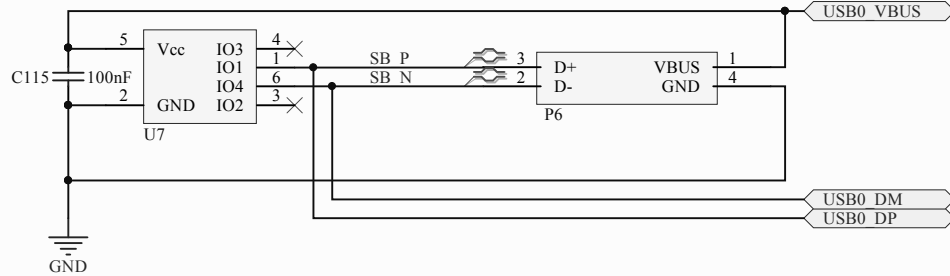 USB0_VBUS
5 Vcc IO3 4
IO1 1
SB_P
3 D+ VBUS 1
C115 100nF
IO4 6
SB_N
2 D- GND 4
2 GND IO2 3
U7
P6
USB0_DM
USB0_DP
GND